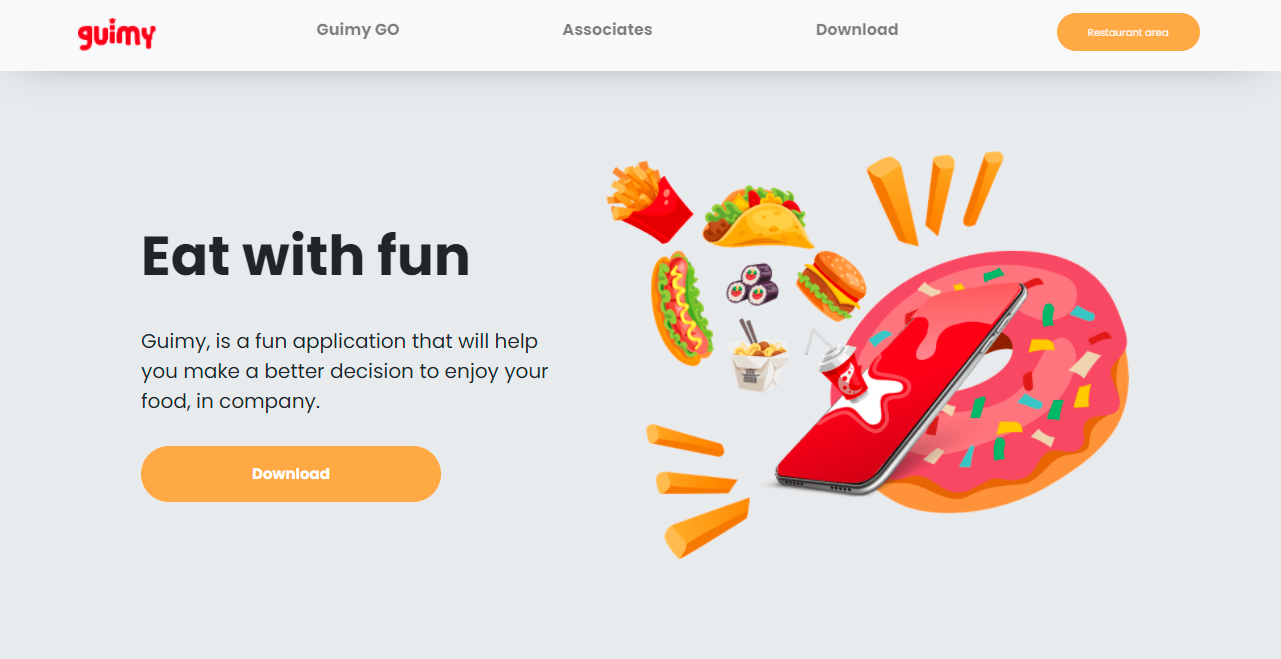 guimy
Guimy GO
Associates
Download
Restaurant area
Eat with fun
Guimy, is a fun application that will help
you make a better decision to enjoy your
food, in company.
Download